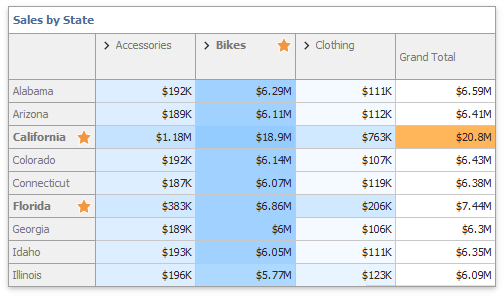 Sales by State
Accessories Bikes Clothing Grand Total
Alabama $192K $6.29M $111K $6.59M
Arizona $189K $6.11M $112K $6.41M
California $1.18M $18.9M $763K $20.8M
Colorado $192K $6.14M $107K $6.43M
Connecticut $187K $6.07M $119K $6.38M
Florida $383K $6.86M $206K $7.44M
Georgia $189K $6M $106K $6.3M
Idaho $193K $6.05M $111K $6.35M
Illinois $196K $5.77M $123K $6.09M